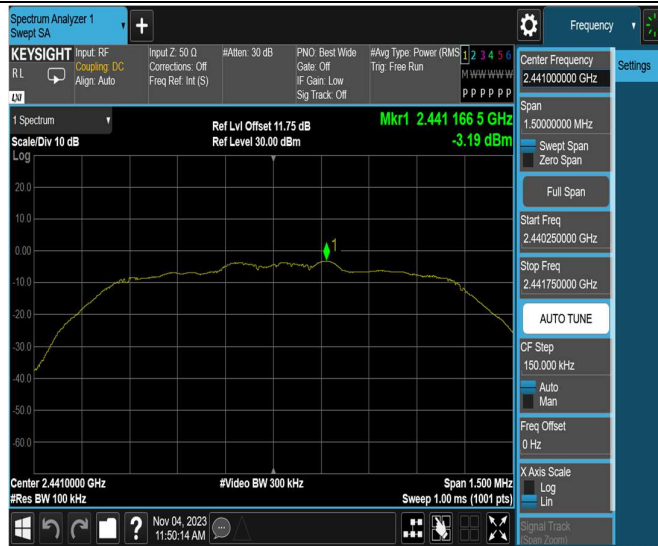 Spectrum Analyzer 1
Swept SA
Frequency
KEYSIGHT
Input: RF
Coupling: DC
Align: Auto
Input Z: 50 Ω
Corrections: Off
Freq Ref: Int (S)
#Atten: 30 dB
PNO: Best Wide
Gate: Off
IF Gain: Low
Sig Track: Off
#Avg Type: Power (RMS
Trig: Free Run
1 2 3 4 5 6
M W W W W W
P P P P P P
R L
LXI
1 Spectrum
Scale/Div 10 dB
Log
Ref Lvl Offset 11.75 dB
Ref Level 30.00 dBm
Mkr1 2.441 166 5 GHz
-3.19 dBm
20.0
10.0
0.00
-10.0
-20.0
-30.0
-40.0
-50.0
-60.0
1
Center 2.4410000 GHz
#Res BW 100 kHz
#Video BW 300 kHz
Span 1.500 MHz
Sweep 1.00 ms (1001 pts)
Center Frequency
2.441000000 GHz
Settings
Span
1.50000000 MHz
Swept Span
Zero Span
Full Span
Start Freq
2.440250000 GHz
Stop Freq
2.441750000 GHz
AUTO TUNE
CF Step
150.000 kHz
Auto
Man
Freq Offset
0 Hz
X Axis Scale
Log
Lin
Signal Track
(Span Zoom)
?
Nov 04, 2023
11:50:14 AM